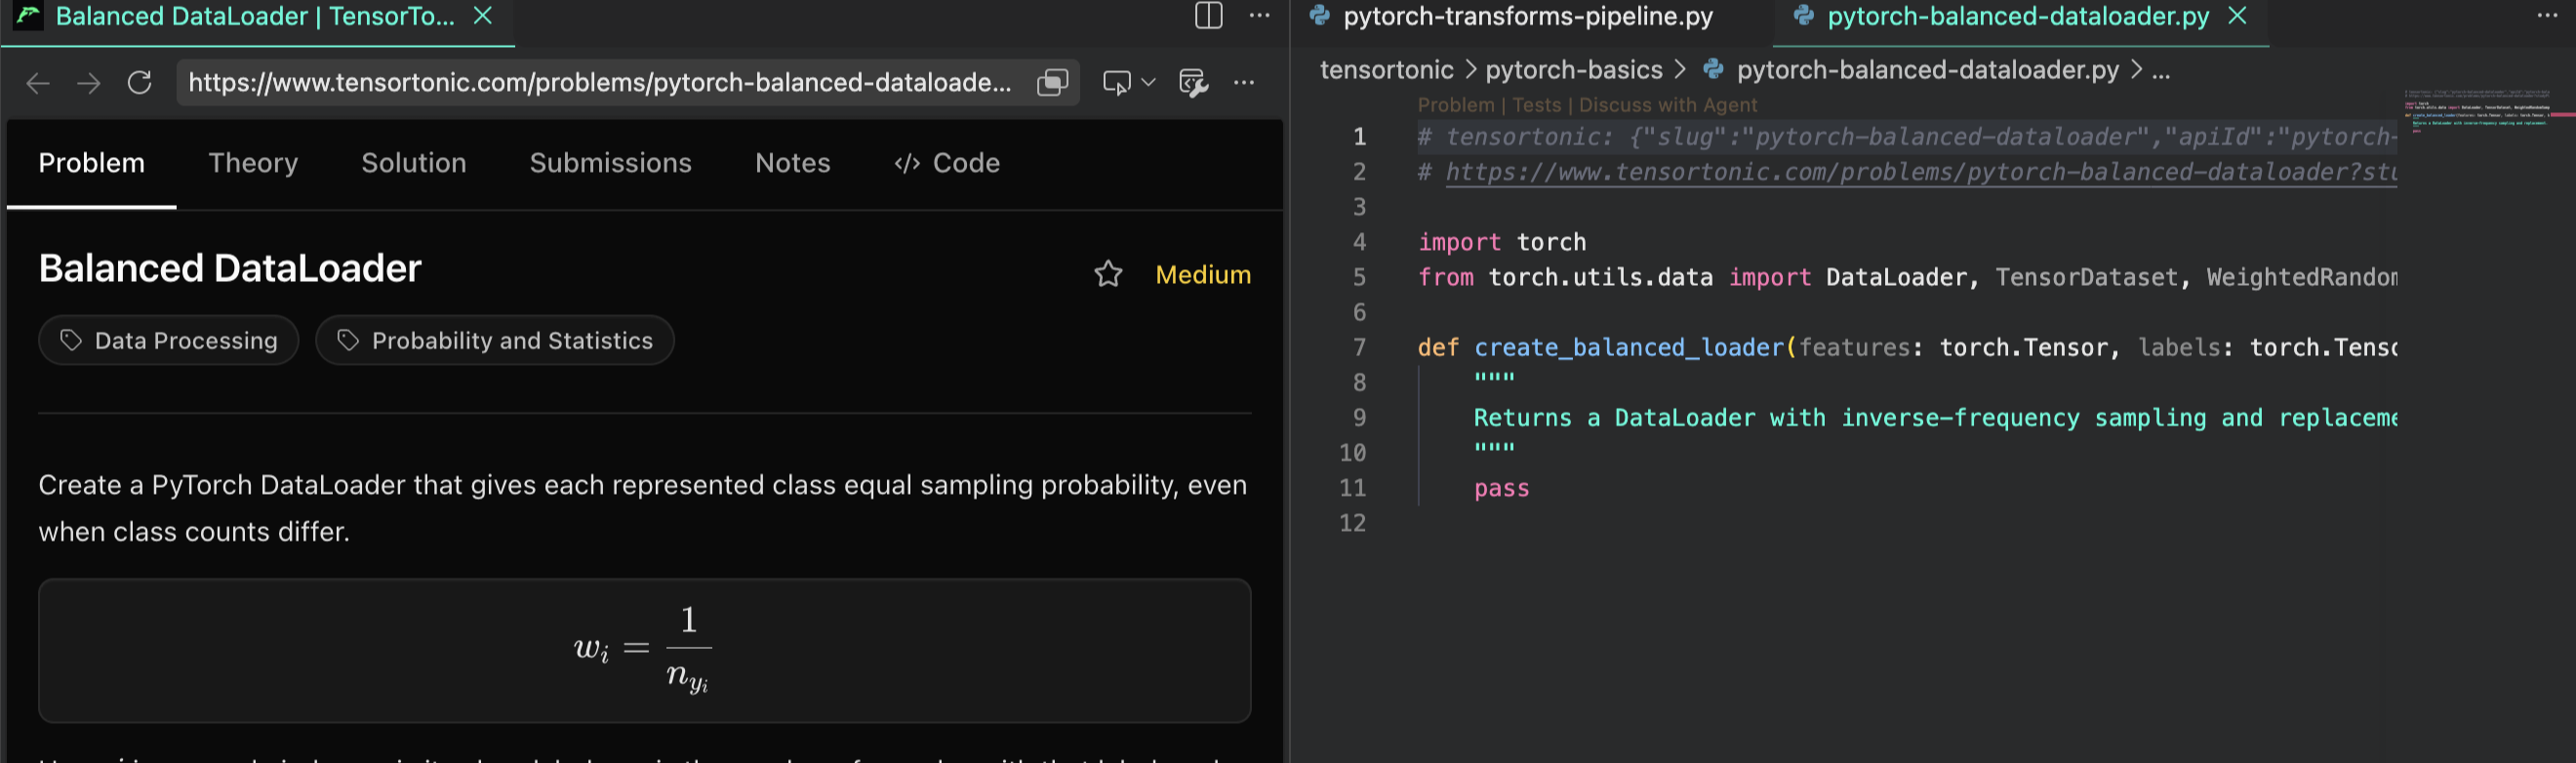 Balanced DataLoader | TensorTo...
https://www.tensortonic.com/problems/pytorch-balanced-dataloade...
Problem Theory Solution Submissions Notes </> Code
Balanced DataLoader
Medium
Data Processing
Probability and Statistics
Create a PyTorch DataLoader that gives each represented class equal sampling probability, even
when class counts differ.
w_i = 1 / n_{y_i}
pytorch-transforms-pipeline.py
pytorch-balanced-dataloader.py
tensortonic > pytorch-basics > pytorch-balanced-dataloader.py > ...
Problem | Tests | Discuss with Agent
1 # tensortonic: {"slug":"pytorch-balanced-dataloader","apiId":"pytorch-
2 # https://www.tensortonic.com/problems/pytorch-balanced-dataloader?stu
3
4 import torch
5 from torch.utils.data import DataLoader, TensorDataset, WeightedRandom
6
7 def create_balanced_loader(features: torch.Tensor, labels: torch.Tenso
8 """
9 Returns a DataLoader with inverse-frequency sampling and replaceme
10 """
11 pass
12